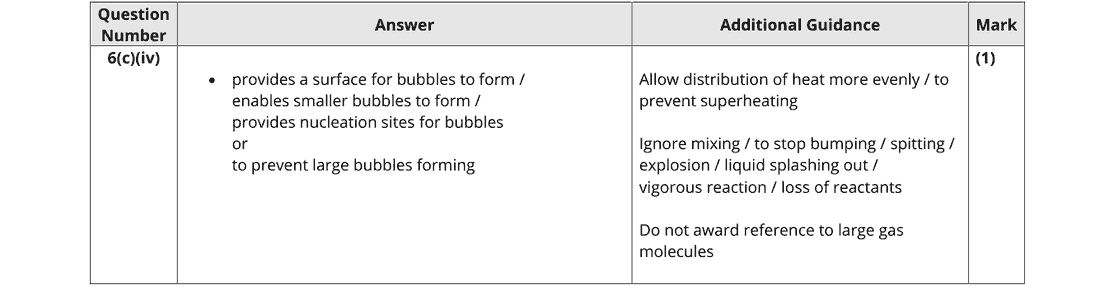 Question Number | Answer | Additional Guidance | Mark
6(c)(iv)
• provides a surface for bubbles to form /
enables smaller bubbles to form /
provides nucleation sites for bubbles
or
to prevent large bubbles forming
Allow distribution of heat more evenly / to
prevent superheating
Ignore mixing / to stop bumping / spitting /
explosion / liquid splashing out /
vigorous reaction / loss of reactants
Do not award reference to large gas
molecules
(1)